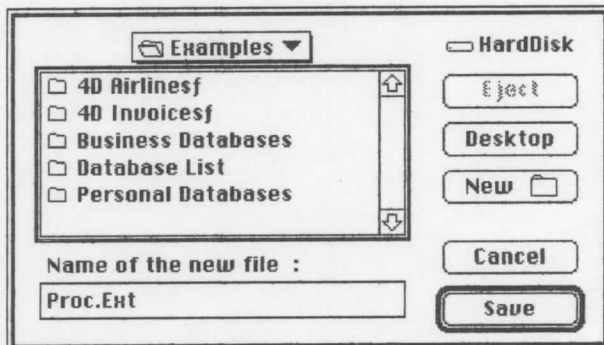 Examples
HardDisk
4D Airlinesƒ
4D Invoicesƒ
Business Databases
Database List
Personal Databases
Eject
Desktop
New
Name of the new file :
Proc.Ext
Cancel
Save